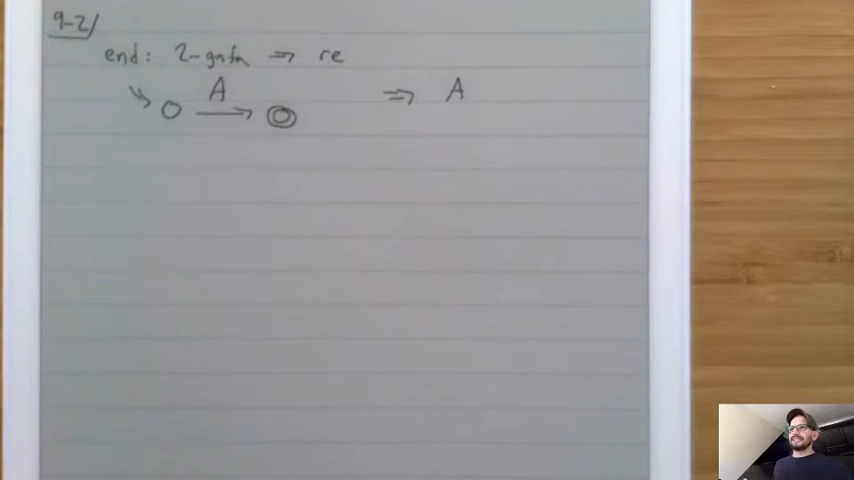 9-2/
end: 2-gnfa => re
A => A